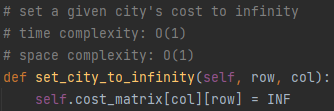 # set a given city's cost to infinity
# time complexity: O(1)
# space complexity: O(1)
def set_city_to_infinity(self, row, col):
    self.cost_matrix[col][row] = INF